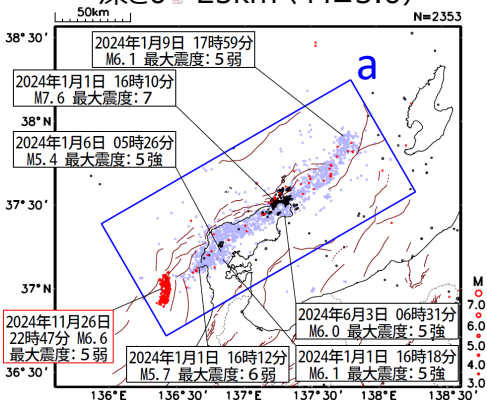 50km
N=2353
38°30'
2024年1月9日 17時59分
M6.1 最大震度：5弱
a
2024年1月1日 16時10分
M7.6 最大震度：7
38°N
2024年1月6日 05時26分
M5.4 最大震度：5強
37°30'
37°N
2024年11月26日
22時47分 M6.6
最大震度：5弱
2024年6月3日 06時31分
M6.0 最大震度：5強
M
7.0
6.0
5.0
4.0
3.0
2024年1月1日 16時12分
M5.7 最大震度：6弱
2024年1月1日 16時18分
M6.1 最大震度：5強
36°30'
136°E
136°30'
137°E
137°30'
138°E
138°30'